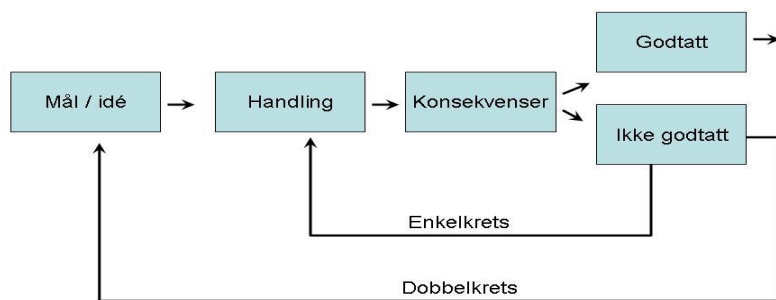 Godtatt
Mål / idé
Handling
Konsekvenser
Ikke godtatt
Enkelkrets
Dobbelkrets